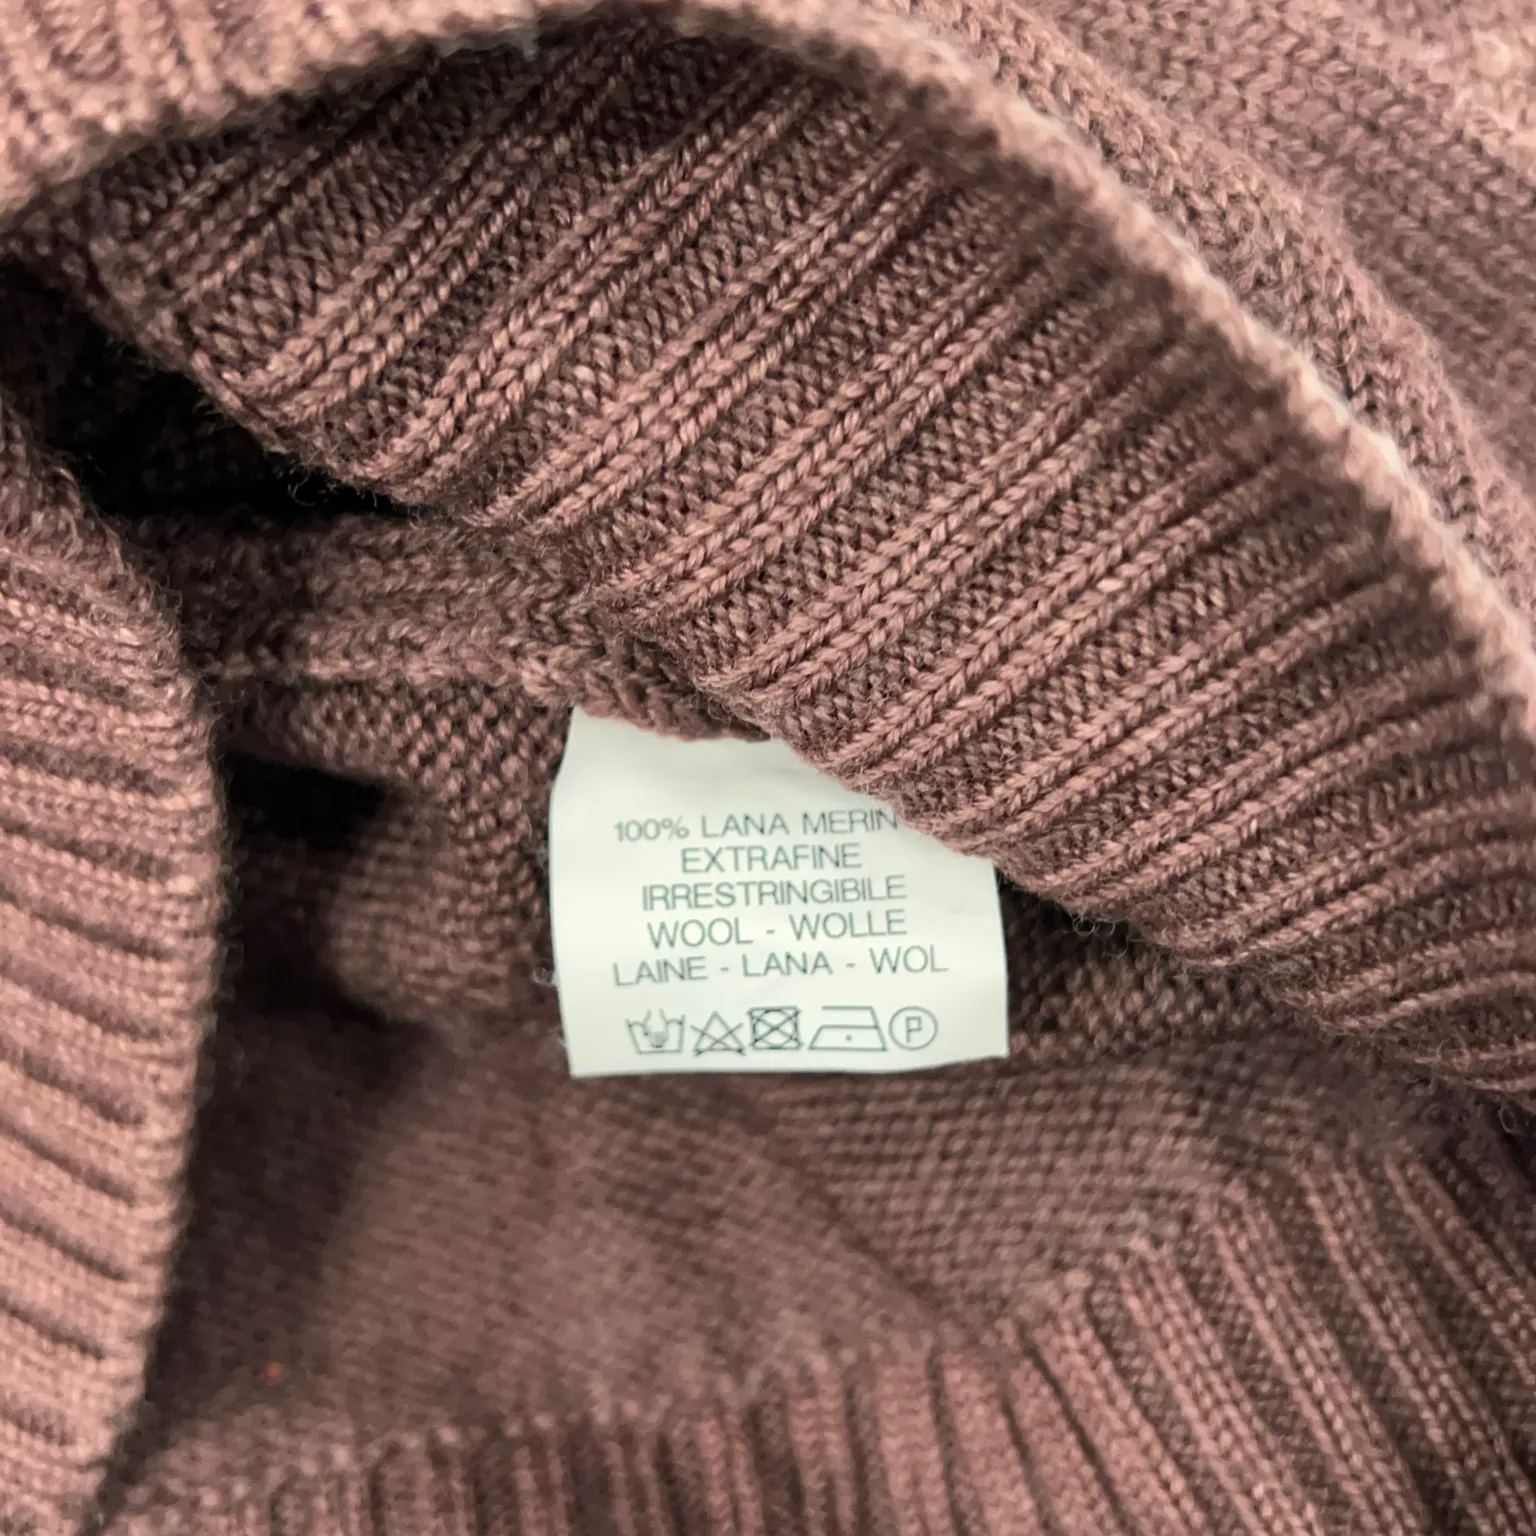 100% LANA MERIN
EXTRAFINE
IRRESTRINGIBILE
WOOL - WOLLE
LAINE - LANA - WOL
P